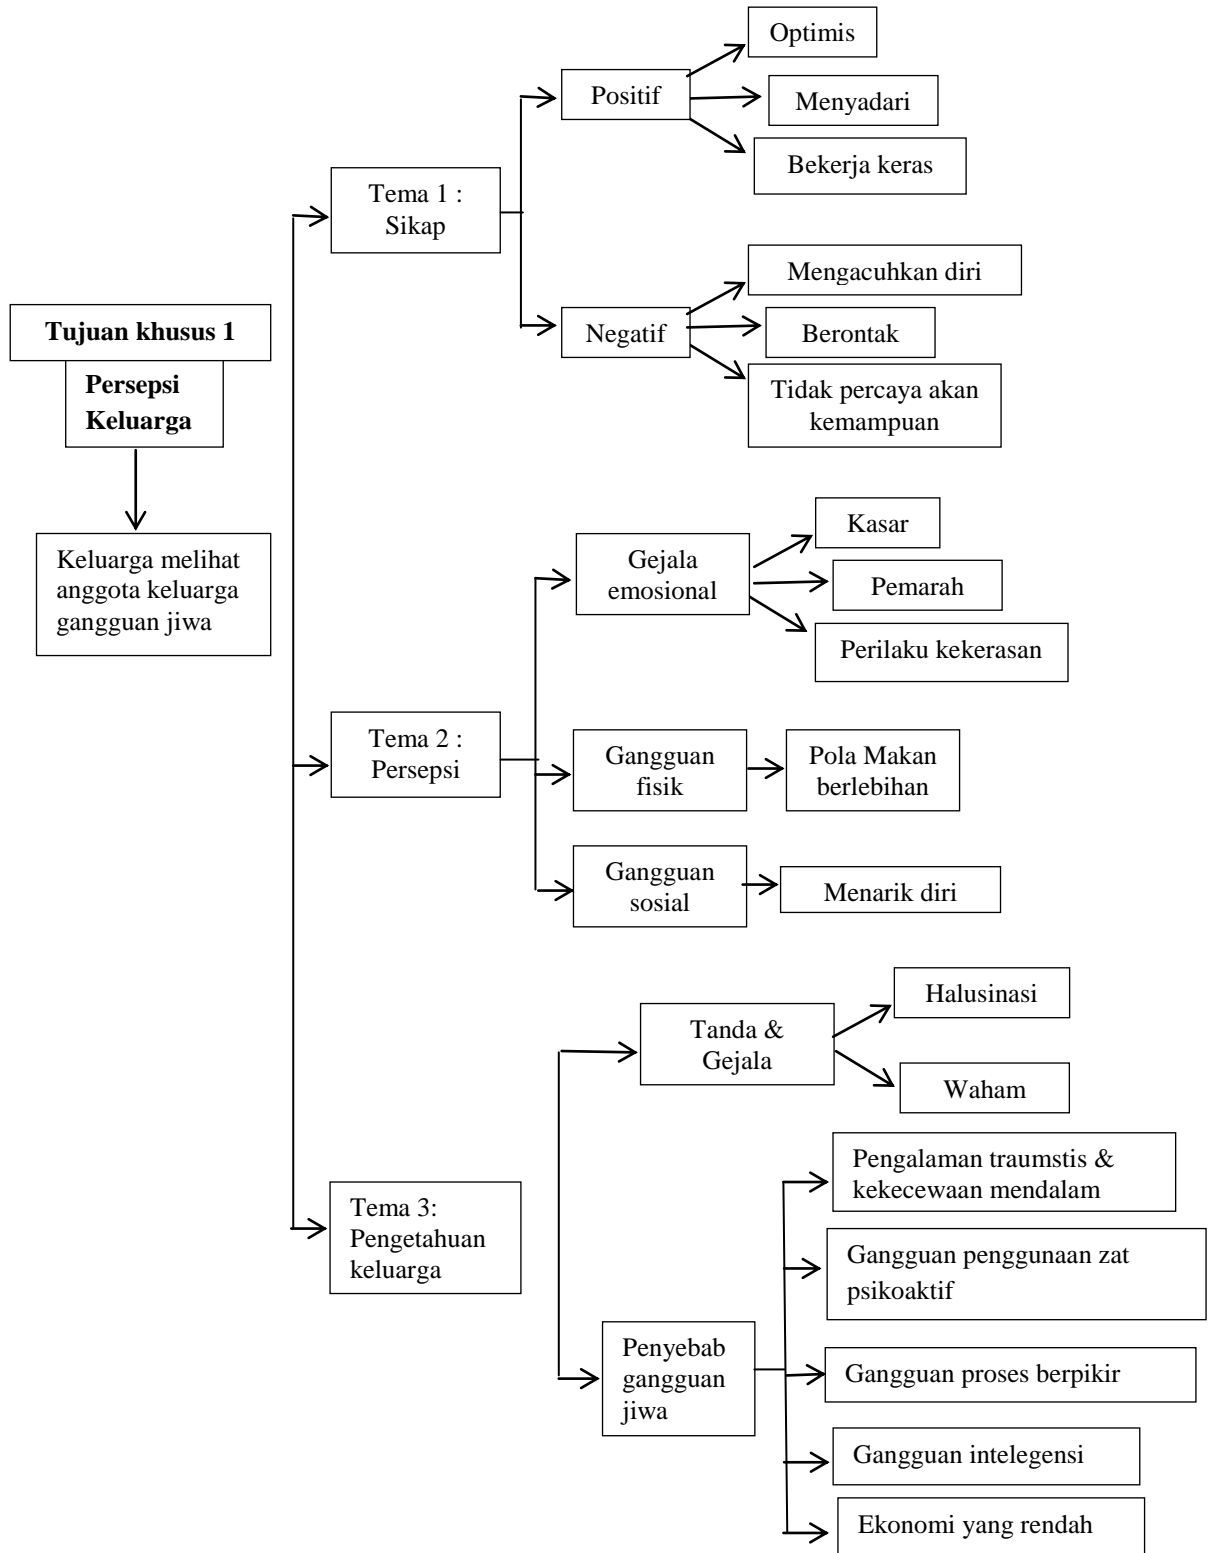 Optimis
Positif
Menyadari
Bekerja keras
Tema 1 :
Sikap
Mengacuhkan diri
Negatif
Berontak
Tidak percaya akan
kemampuan
Tujuan khusus 1
Persepsi
Keluarga
Keluarga melihat
anggota keluarga
gangguan jiwa
Kasar
Gejala
emosional
Pemarah
Perilaku kekerasan
Tema 2 :
Persepsi
Gangguan
fisik
Pola Makan
berlebihan
Gangguan
sosial
Menarik diri
Halusinasi
Tanda &
Gejala
Waham
Tema 3:
Pengetahuan
keluarga
Pengalaman traumstis &
kekecewaan mendalam
Gangguan penggunaan zat
psikoaktif
Penyebab
gangguan
jiwa
Gangguan proses berpikir
Gangguan intelegensi
Ekonomi yang rendah